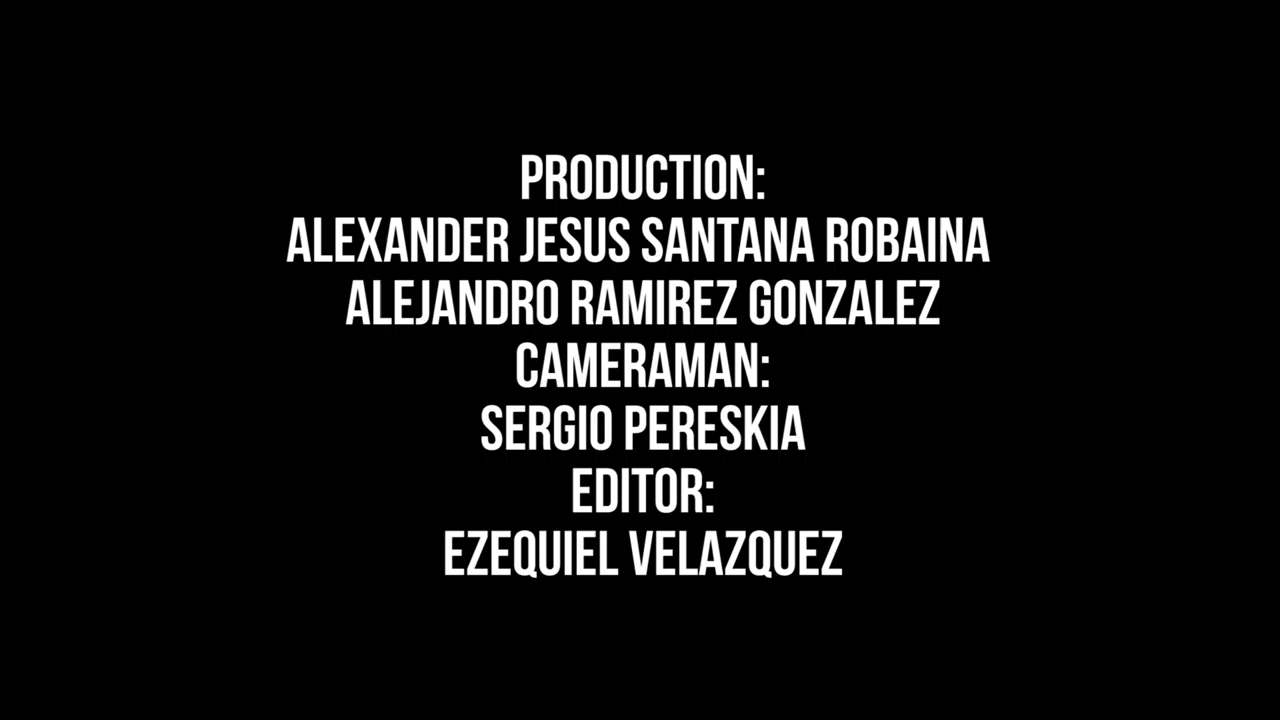 PRODUCTION:
ALEXANDER JESUS SANTANA ROBAINA
ALEJANDRO RAMIREZ GONZALEZ
CAMERAMAN:
SERGIO PERESKIA
EDITOR:
EZEQUIEL VELAZQUEZ